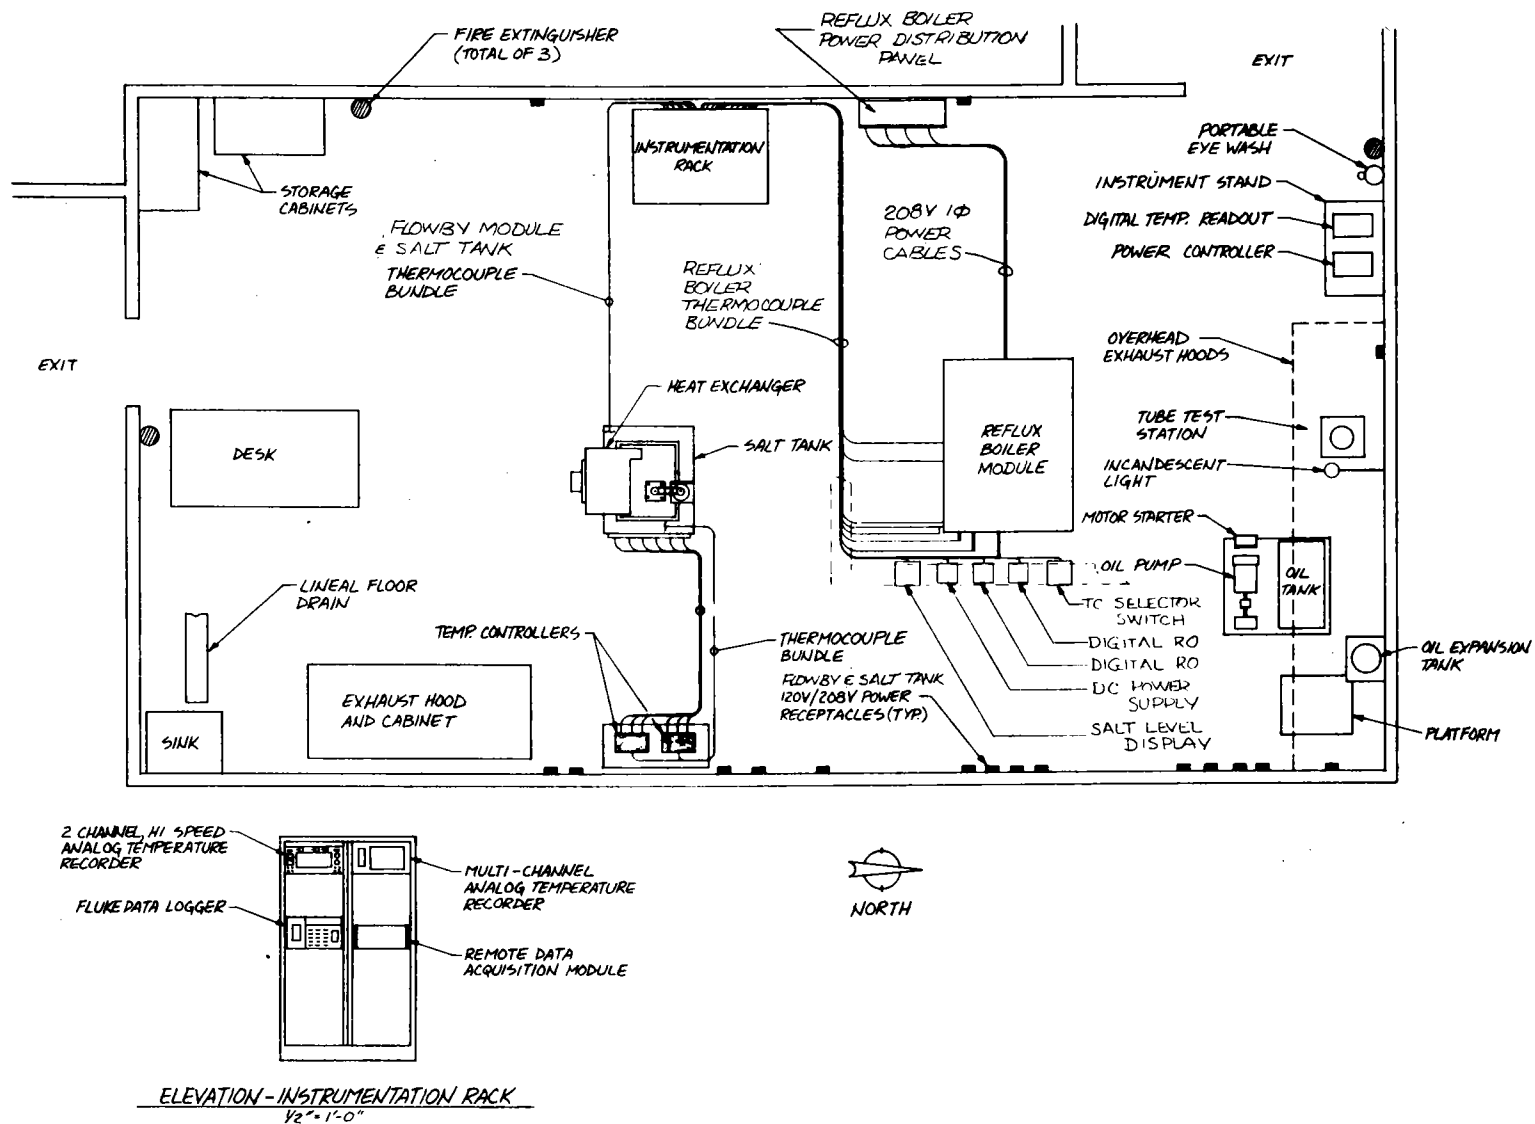 FIRE EXTINGUISHER
(TOTAL OF 3)
REFLUX BOILER
POWER DISTRIBUTION
PANEL
EXIT
PORTABLE
EYE WASH
INSTRUMENTATION
RACK
INSTRUMENT STAND
STORAGE
CABINETS
DIGITAL TEMP. READOUT
208V 1Φ
POWER
CABLES
POWER CONTROLLER
FLOWBY MODULE
& SALT TANK
THERMOCOUPLE
BUNDLE
REFLUX
BOILER
THERMOCOUPLE
BUNDLE
OVERHEAD
EXHAUST HOODS
EXIT
HEAT EXCHANGER
TUBE TEST
STATION
SALT TANK
REFLUX
BOILER
MODULE
DESK
INCANDESCENT
LIGHT
MOTOR STARTER
OIL PUMP
OIL
TANK
LINEAL FLOOR
DRAIN
TC SELECTOR
SWITCH
TEMP. CONTROLLERS
THERMOCOUPLE
BUNDLE
DIGITAL RO
DIGITAL RO
OIL EXPANSION
TANK
FLOWBY & SALT TANK
120V/208V POWER
RECEPTACLES (TYP.)
DC POWER
SUPPLY
EXHAUST HOOD
AND CABINET
SINK
SALT LEVEL
DISPLAY
PLATFORM
2 CHANNEL, HI SPEED
ANALOG TEMPERATURE
RECORDER
MULTI-CHANNEL
ANALOG TEMPERATURE
RECORDER
FLUKE DATA LOGGER
NORTH
REMOTE DATA
ACQUISITION MODULE
ELEVATION - INSTRUMENTATION RACK
1/2" = 1'-0"